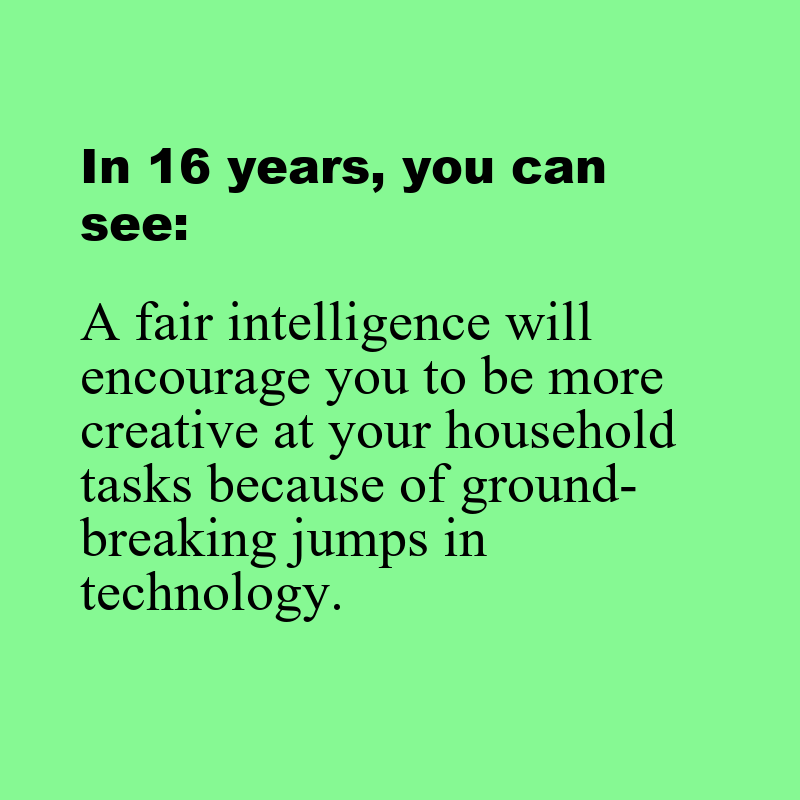 In 16 years, you can
see:
A fair intelligence will
encourage you to be more
creative at your household
tasks because of ground-
breaking jumps in
technology.